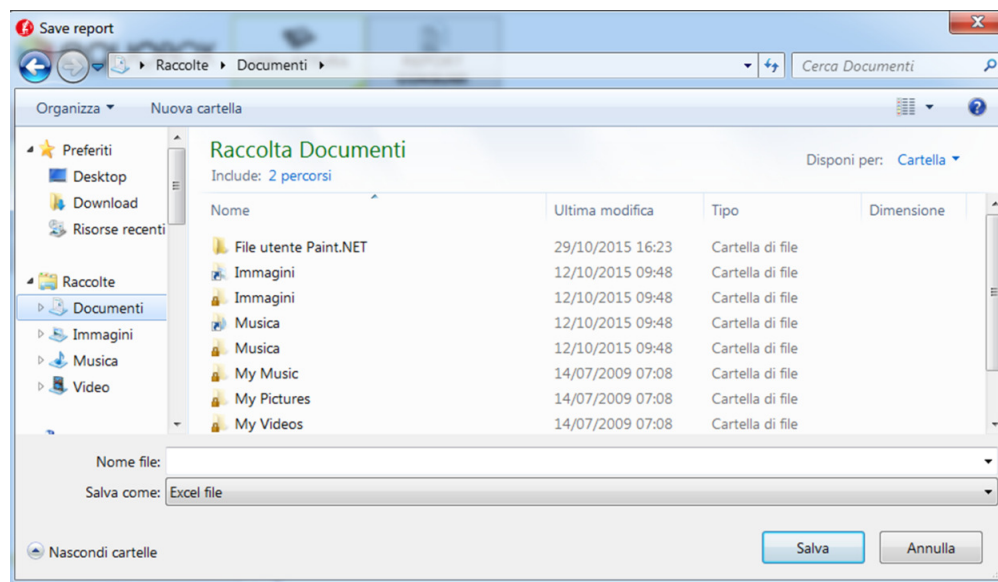 Save report
Raccolte Documenti
Cerca Documenti
Organizza Nuova cartella
Preferiti
Desktop
Download
Risorse recenti
Raccolte
Documenti
Immagini
Musica
Video
Raccolta Documenti
Include: 2 percorsi
Disponi per: Cartella
Nome Ultima modifica Tipo Dimensione
File utente Paint.NET 29/10/2015 16:23 Cartella di file
Immagini 12/10/2015 09:48 Cartella di file
Immagini 12/10/2015 09:48 Cartella di file
Musica 12/10/2015 09:48 Cartella di file
Musica 12/10/2015 09:48 Cartella di file
My Music 14/07/2009 07:08 Cartella di file
My Pictures 14/07/2009 07:08 Cartella di file
My Videos 14/07/2009 07:08 Cartella di file
Nome file:
Salva come: Excel file
Nascondi cartelle
Salva
Annulla